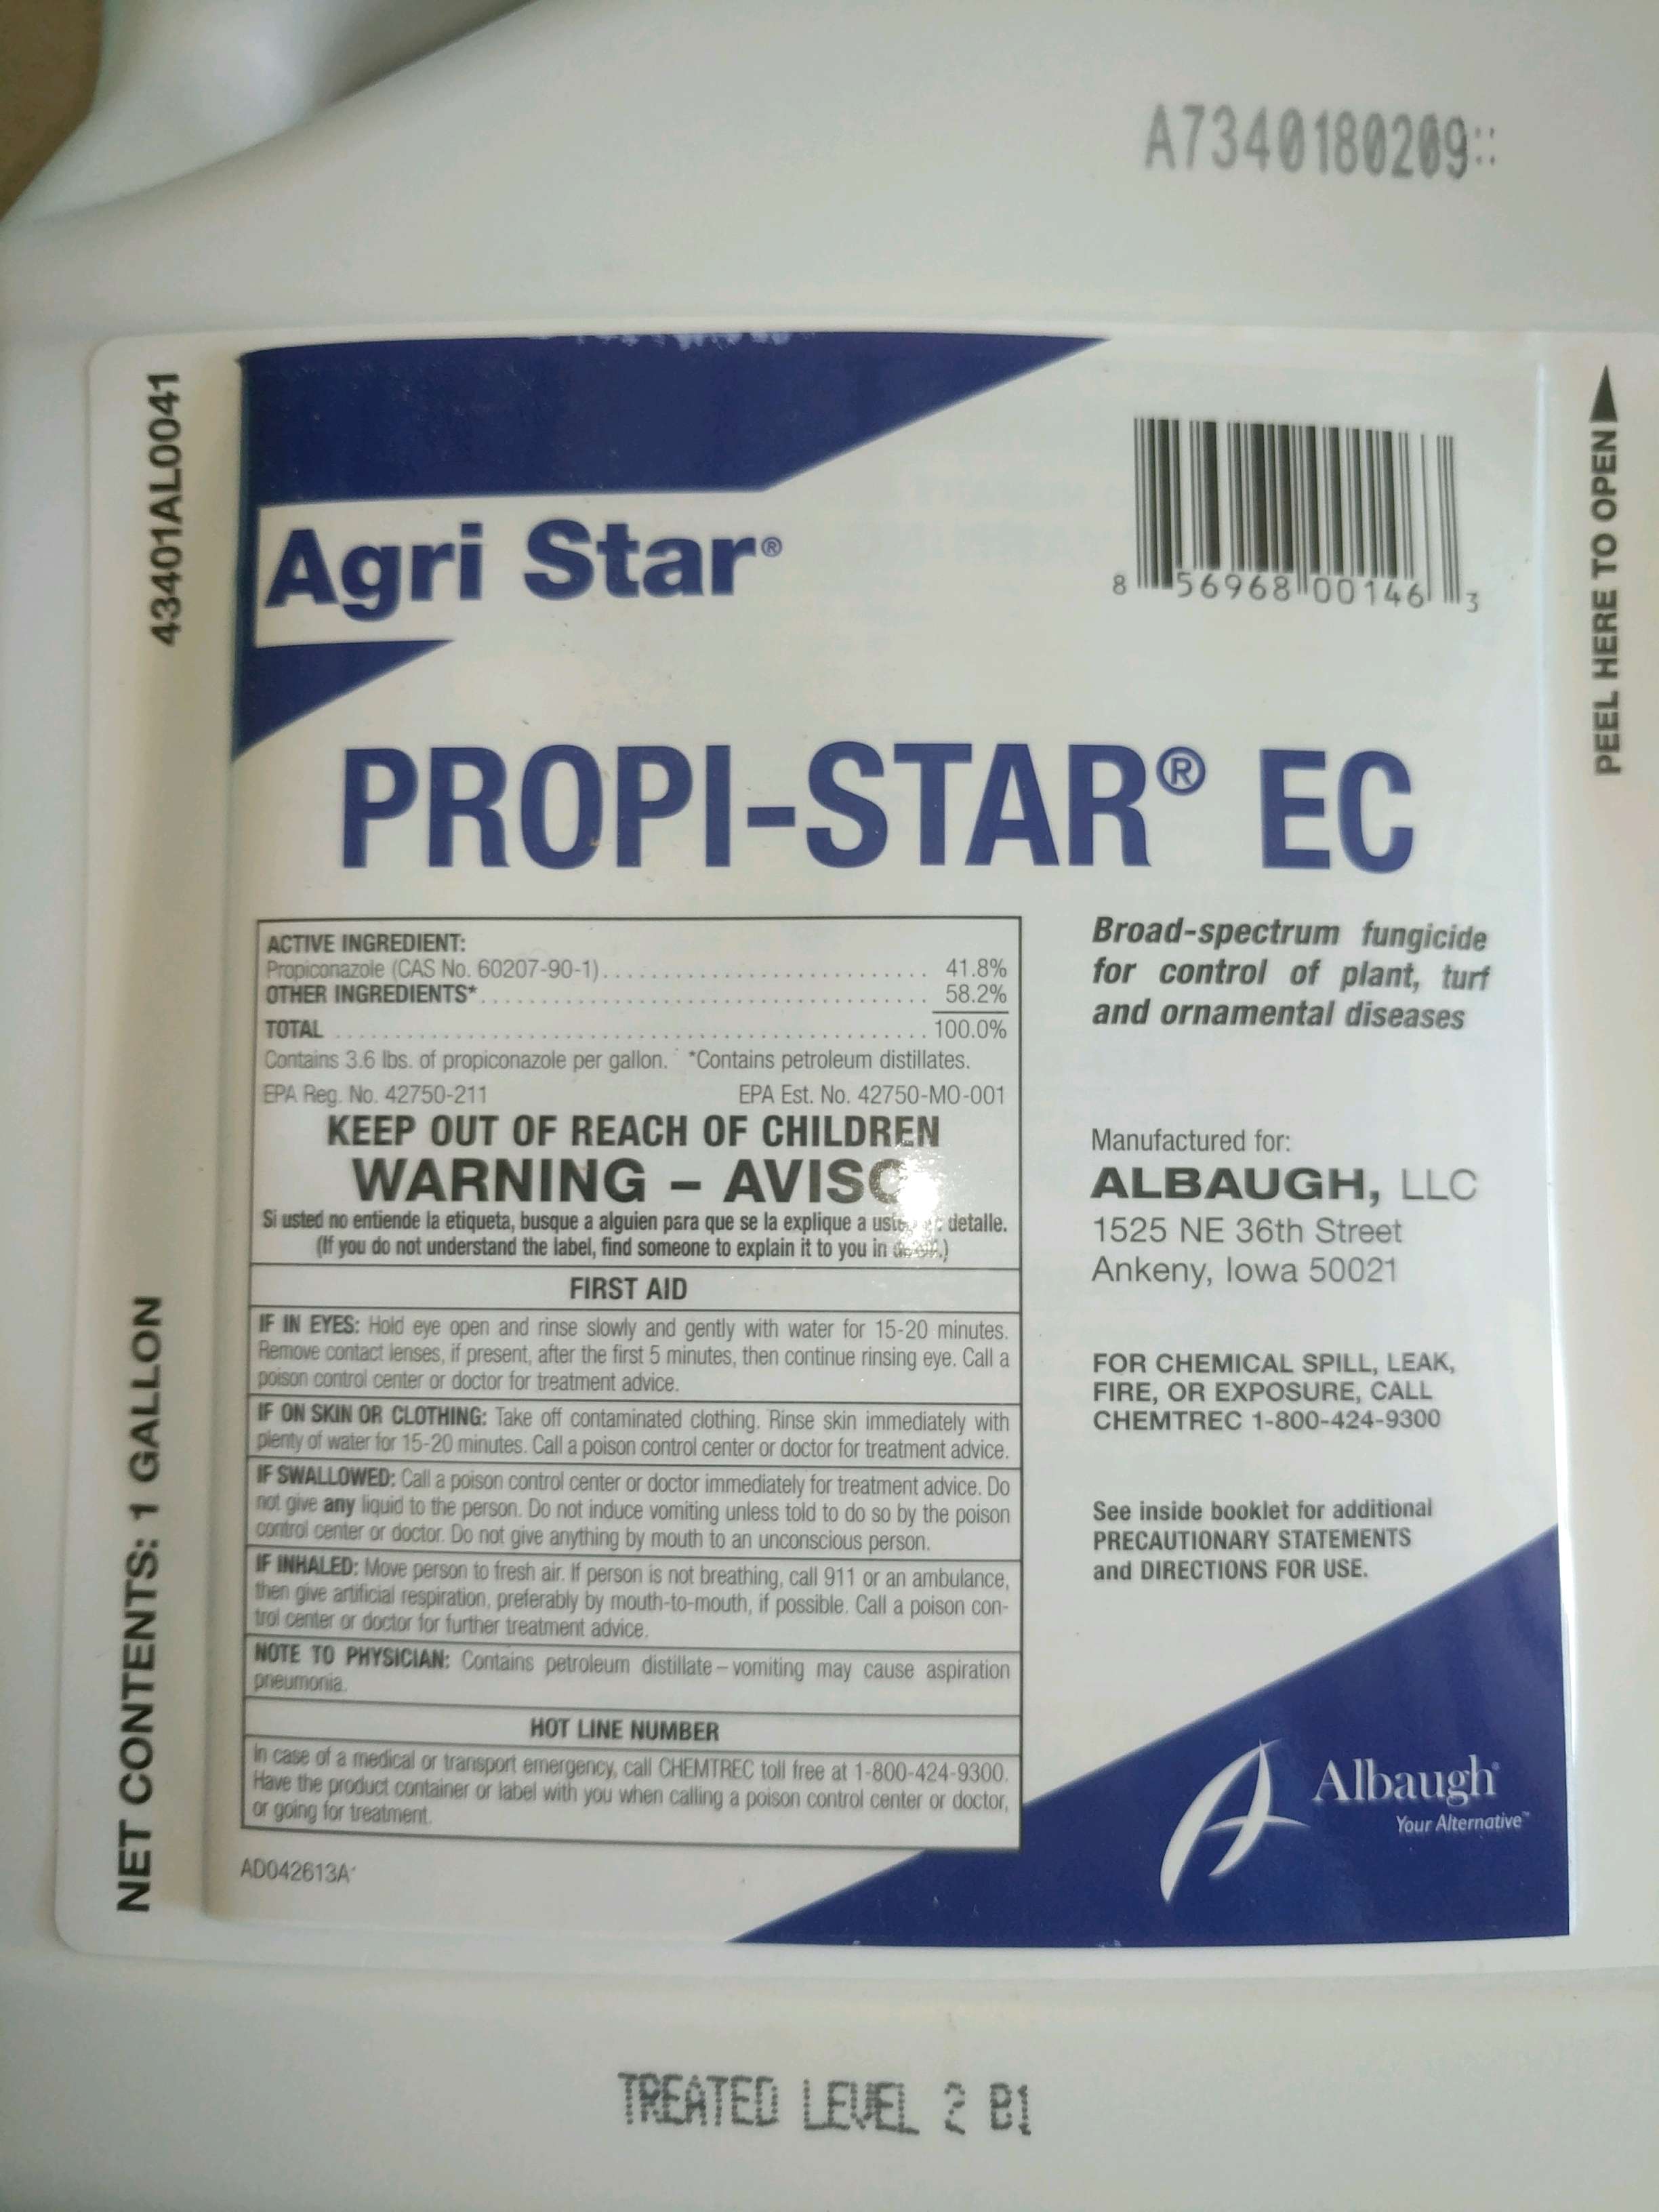 A7340180209
43401AL0041
PEEL HERE TO OPEN
Agri Star®
8 56968 00146 3
PROPI-STAR® EC
ACTIVE INGREDIENT:
Propiconazole (CAS No. 60207-90-1)............................ 41.8%
OTHER INGREDIENTS*....................................... 58.2%
TOTAL .................................................... 100.0%
Contains 3.6 lbs. of propiconazole per gallon. *Contains petroleum distillates.
EPA Reg. No. 42750-211 EPA Est. No. 42750-MO-001
KEEP OUT OF REACH OF CHILDREN
WARNING – AVISO
Si usted no entiende la etiqueta, busque a alguien para que se la explique a detalle.
(If you do not understand the label, find someone to explain it to you in
FIRST AID
IF IN EYES: Hold eye open and rinse slowly and gently with water for 15-20 minutes.
Remove contact lenses, if present, after the first 5 minutes, then continue rinsing eye. Call a
poison control center or doctor for treatment advice.
IF ON SKIN OR CLOTHING: Take off contaminated clothing. Rinse skin immediately with
plenty of water for 15-20 minutes. Call a poison control center or doctor for treatment advice.
IF SWALLOWED: Call a poison control center or doctor immediately for treatment advice. Do
not give any liquid to the person. Do not induce vomiting unless told to do so by the poison
control center or doctor. Do not give anything by mouth to an unconscious person.
IF INHALED: Move person to fresh air. If person is not breathing, call 911 or an ambulance,
then give artificial respiration, preferably by mouth-to-mouth, if possible. Call a poison con-
trol center or doctor for further treatment advice.
NOTE TO PHYSICIAN: Contains petroleum distillate – vomiting may cause aspiration
pneumonia.
HOT LINE NUMBER
In case of a medical or transport emergency, call CHEMTREC toll free at 1-800-424-9300.
Have the product container or label with you when calling a poison control center or doctor,
or going for treatment.
AD042613A
NET CONTENTS: 1 GALLON
Broad-spectrum fungicide
for control of plant, turf
and ornamental diseases
Manufactured for:
ALBAUGH, LLC
1525 NE 36th Street
Ankeny, Iowa 50021
FOR CHEMICAL SPILL, LEAK,
FIRE, OR EXPOSURE, CALL
CHEMTREC 1-800-424-9300
See inside booklet for additional
PRECAUTIONARY STATEMENTS
and DIRECTIONS FOR USE.
Albaugh®
Your Alternative™
TREATED LEVEL 2 B1